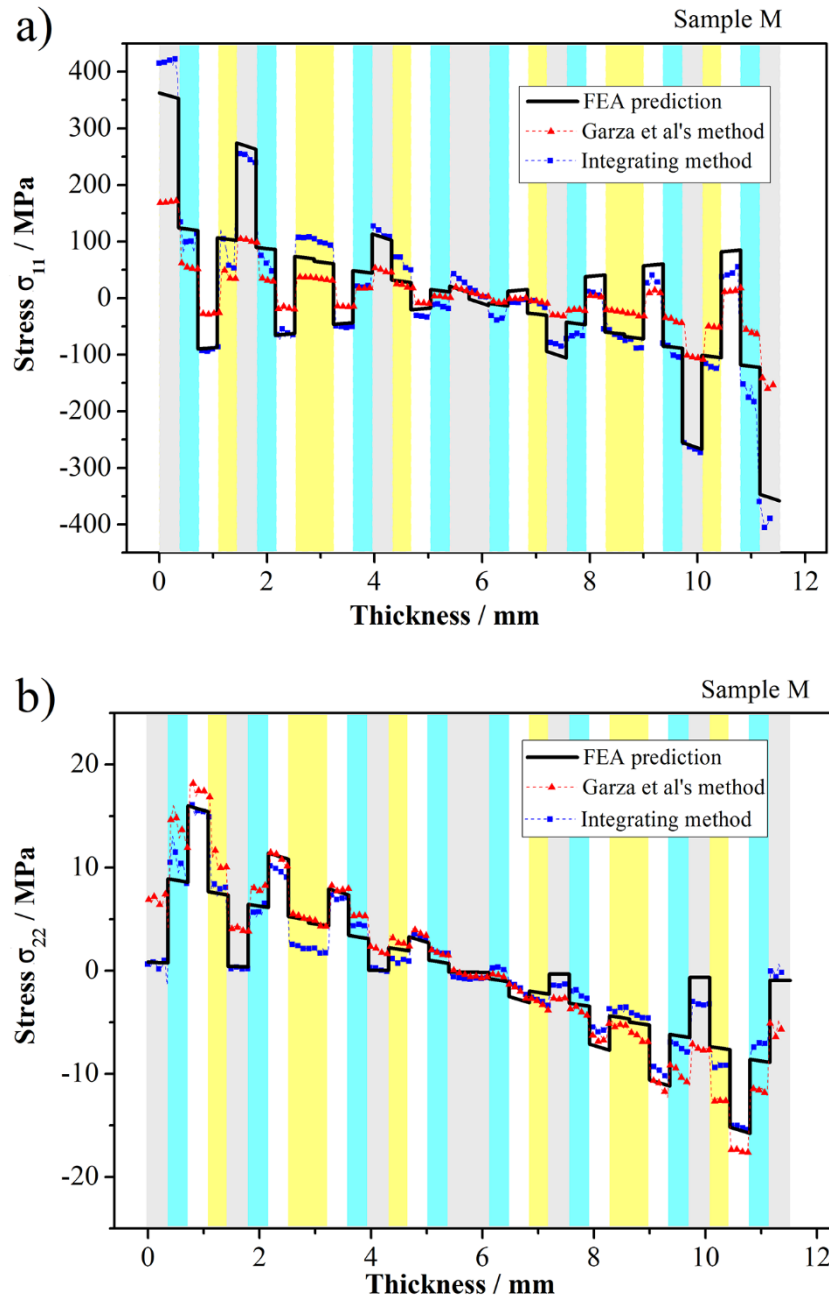 a)
Sample M
400
300
200
100
0
-100
-200
-300
-400
Stress σ11 / MPa
FEA prediction
Garza et al's method
Integrating method
0 2 4 6 8 10 12
Thickness / mm
b)
Sample M
20
10
0
-10
-20
Stress σ22 / MPa
FEA prediction
Garza et al's method
Integrating method
0 2 4 6 8 10 12
Thickness / mm